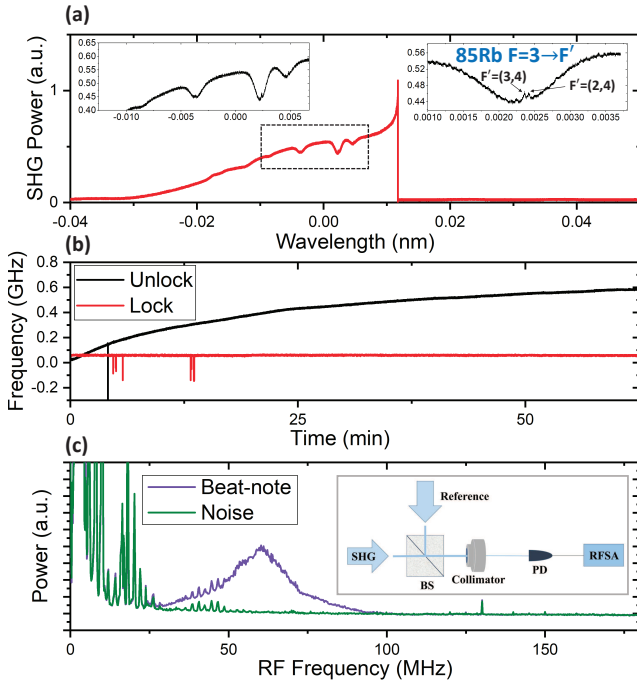 (a)
SHG Power (a.u.)
1
0
0.65
0.60
0.55
0.50
0.45
0.40
-0.010
-0.005
0.000
0.005
85Rb F=3→F'
F'=(3,4)
F'=(2,4)
0.56
0.52
0.48
0.44
0.0010
0.0015
0.0020
0.0025
0.0030
0.0035
-0.04
-0.02
0.00
0.02
0.04
Wavelength (nm)
(b)
Frequency (GHz)
0.8
0.6
0.4
0.2
0.0
-0.2
Unlock
Lock
0
25
50
Time (min)
(c)
Power (a.u.)
Beat-note
Noise
Reference
SHG
BS
Collimator
PD
RFSA
0
50
100
150
RF Frequency (MHz)